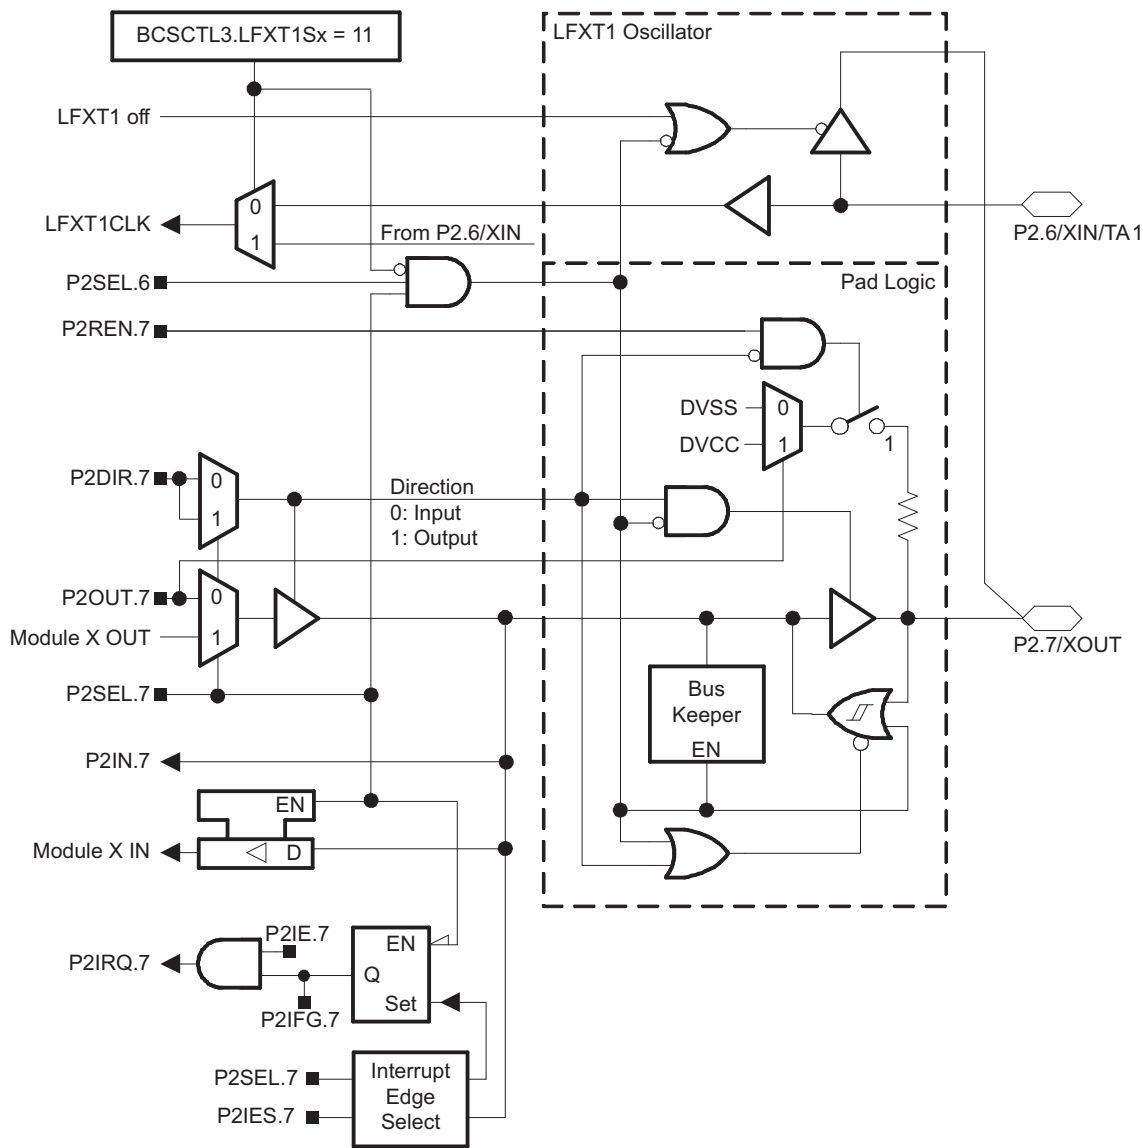 BCSCTL3.LFXT1Sx = 11
LFXT1 Oscillator
LFXT1 off
0
LFXT1CLK
1
From P2.6/XIN
P2.6/XIN/TA1
P2SEL.6
Pad Logic
P2REN.7
DVSS
0
DVCC
1
1
P2DIR.7
0
1
Direction
0: Input
1: Output
P2OUT.7
0
Module X OUT
1
P2.7/XOUT
P2SEL.7
Bus
Keeper
EN
P2IN.7
EN
Module X IN
D
P2IE.7
EN
P2IRQ.7
Q
Set
P2IFG.7
P2SEL.7
P2IES.7
Interrupt
Edge
Select